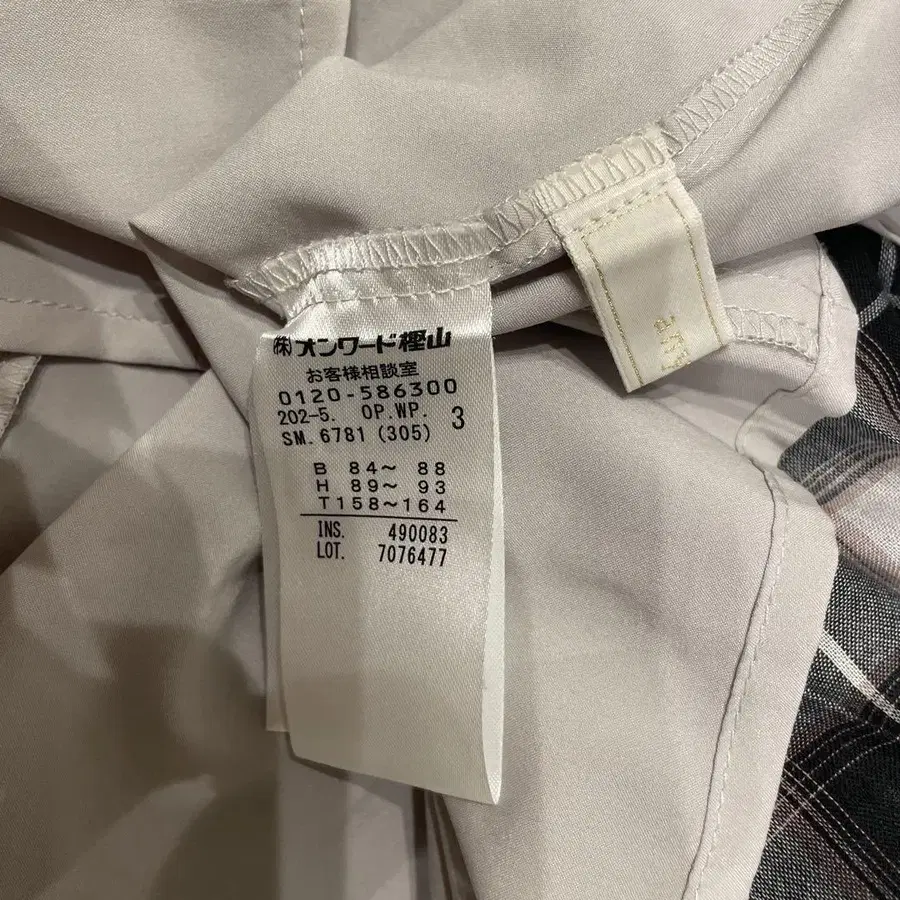 ㈱オンワード樫山
お客様相談室
0120-586300
202-5. OP.WP. 3
SM.6781 (305)
B 84～ 88
H 89～ 93
T158～164
INS. 490083
LOT. 7076477